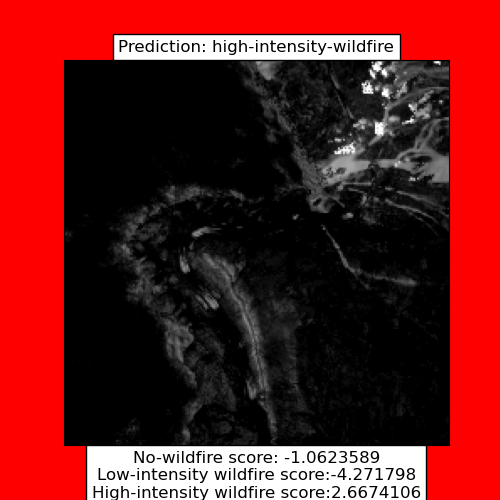 Prediction: high-intensity-wildfire
No-wildfire score: -1.0623589
Low-intensity wildfire score:-4.271798
High-intensity wildfire score:2.6674106